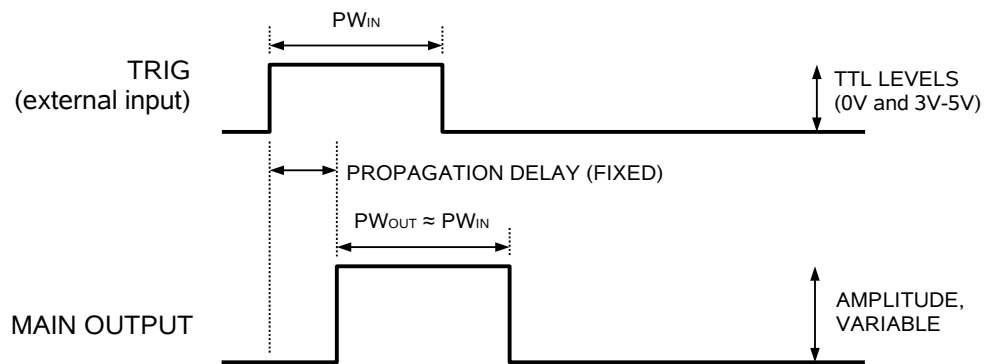 PWIN
TRIG
(external input)
TTL LEVELS
(0V and 3V-5V)
PROPAGATION DELAY (FIXED)
PWOUT ≈ PWIN
MAIN OUTPUT
AMPLITUDE,
VARIABLE